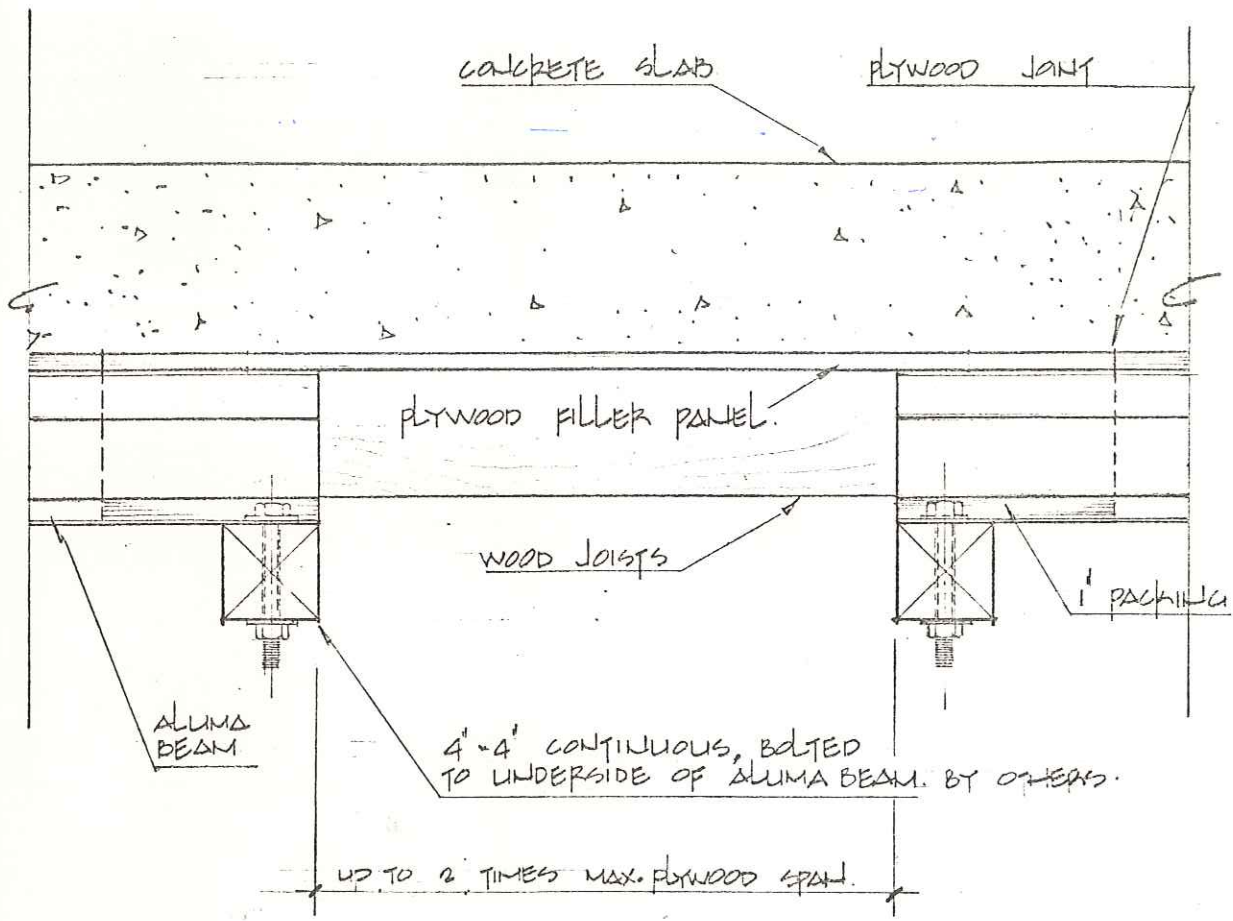 CONCRETE SLAB
PLYWOOD JOINT
PLYWOOD FILLER PANEL.
WOOD JOISTS
1" PACKING
ALUMA
BEAM
4"-4" CONTINUOUS, BOLTED
TO UNDERSIDE OF ALUMA BEAM. BY OTHERS.
UP TO 2 TIMES MAX. PLYWOOD SPAN.